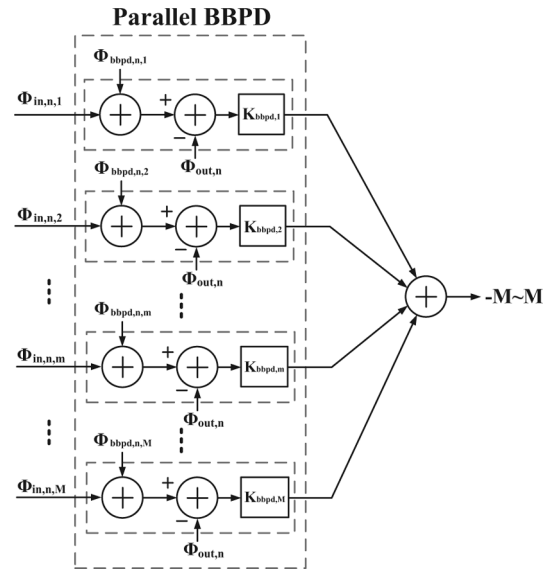 Parallel BBPD
Φbbpd,n,1
Φin,n,1
+
Kbbpd,1
−
Φout,n
Φbbpd,n,2
Φin,n,2
+
Kbbpd,2
−
Φout,n
-M~M
Φbbpd,n,m
Φin,n,m
+
Kbbpd,m
−
Φout,n
Φbbpd,n,M
Φin,n,M
+
Kbbpd,M
−
Φout,n